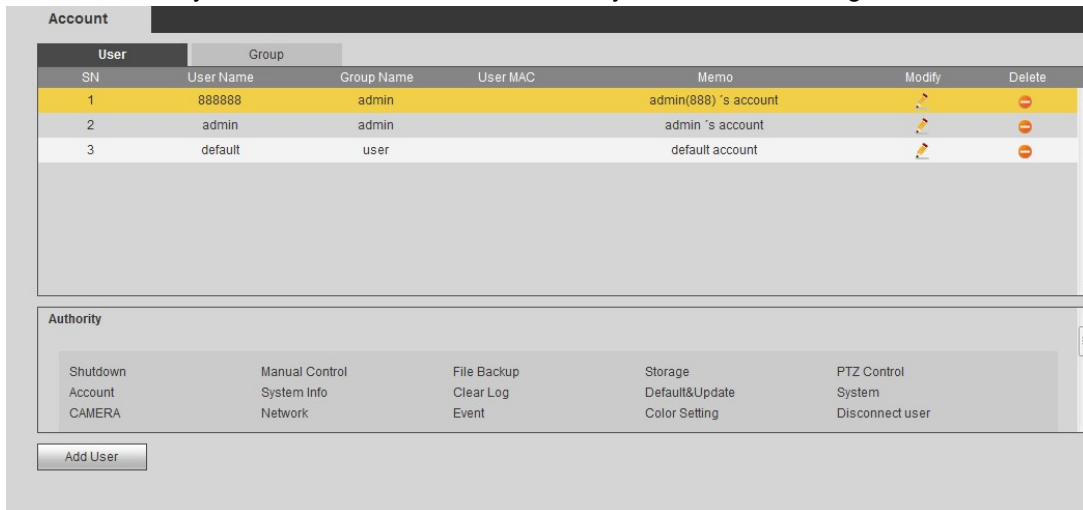 Account
User Group
SN User Name Group Name User MAC Memo Modify Delete
1 888888 admin admin(888) ´s account
2 admin admin admin ´s account
3 default user default account
Authority
Shutdown Manual Control File Backup Storage PTZ Control
Account System Info Clear Log Default&Update System
CAMERA Network Event Color Setting Disconnect user
Add User